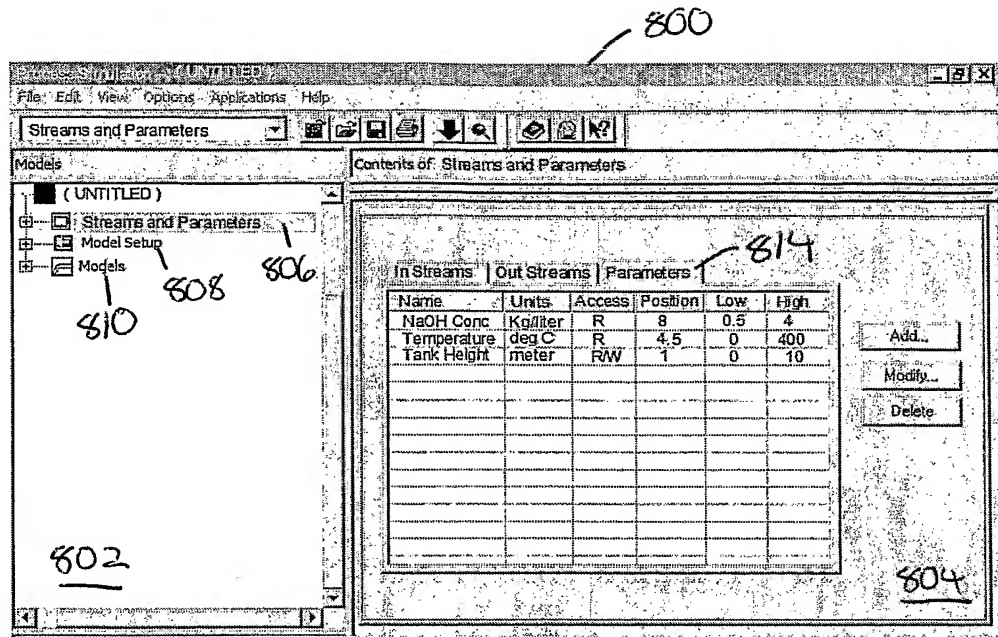 800
Process Simulation - ( UNTITLED )
File Edit View Options Applications Help
Streams and Parameters
Models
Contents of Streams and Parameters
( UNTITLED )
Streams and Parameters
Model Setup
Models
806
808
810
814
In Streams Out Streams Parameters
Name Units Access Position Low High
NaOH Conc Kg/liter R 8 0.5 4
Temperature deg C R 4.5 0 400
Tank Height meter R/W 1 0 10
Add...
Modify...
Delete
802
804